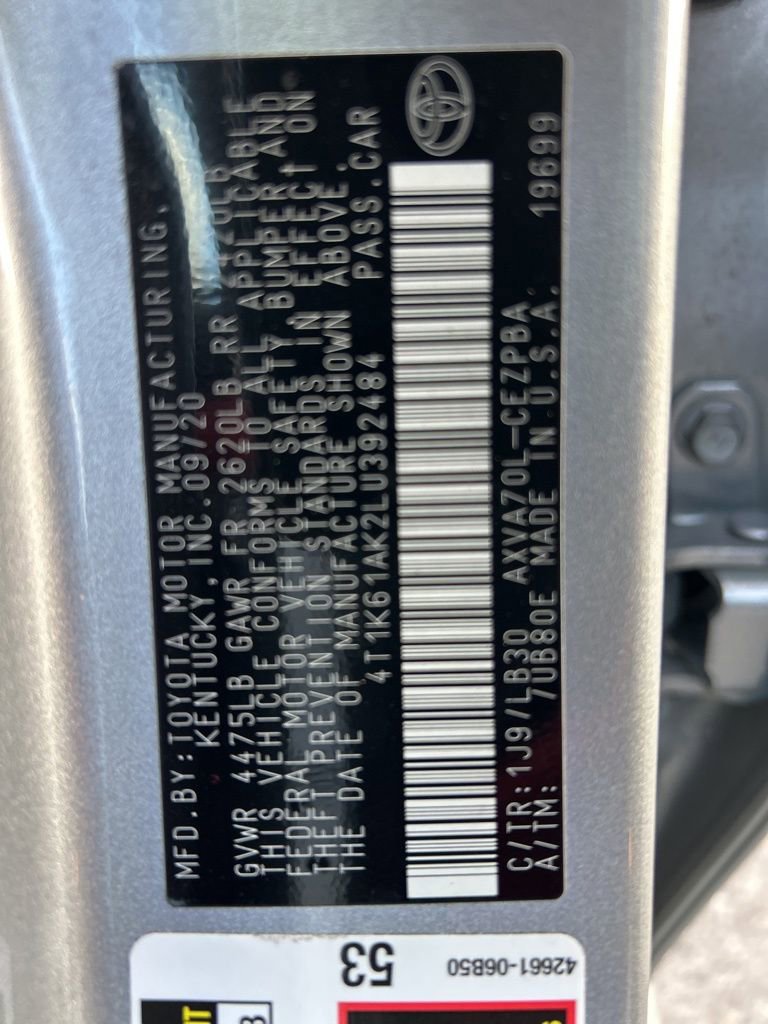 MFD.BY:TOYOTA MOTOR MANUFACTURING,
KENTUCKY, INC. 09/20
GVWR 4475LB GAWR FR 2620LB RR
THIS VEHICLE CONFORMS TO ALL APPLICABLE
FEDERAL MOTOR VEHICLE SAFETY, BUMPER AND
THEFT PREVENTION STANDARDS IN EFFECT ON
THE DATE OF MANUFACTURE SHOWN ABOVE.
4T1K61AK2LU392484 PASS.CAR
C/TR:1J9/LB30 AXVA70L-CEZPBA
A/TM: /UB80E MADE IN U.S.A. 19699
53
42661-06B50